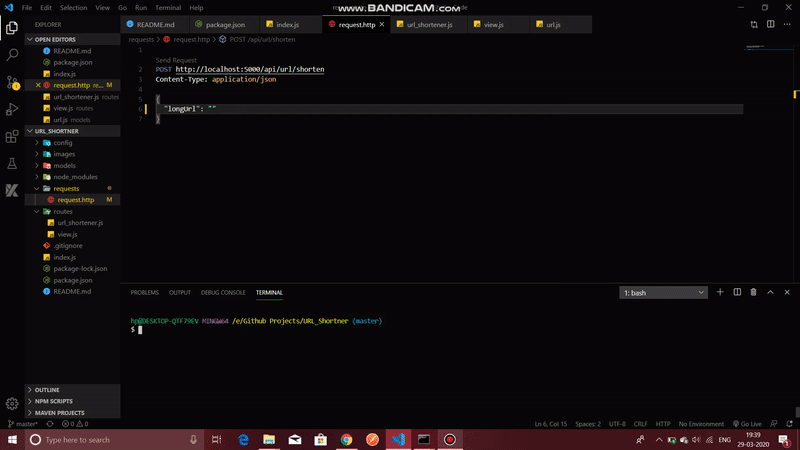 File Edit Selection View Go Run Terminal Help
www.BANDICAM.com
EXPLORER
README.md package.json index.js request.http url_shortener.js view.js url.js
OPEN EDITORS
README.md
package.json
index.js
request.http re... M
url_shortener.js routes
view.js routes
url.js models
URL_SHORTNER
config
images
models
node_modules
requests
request.http M
routes
url_shortener.js
view.js
.gitignore
index.js
package-lock.json
package.json
README.md
OUTLINE
NPM SCRIPTS
MAVEN PROJECTS
requests > request.http > POST /api/url/shorten
1
Send Request
2 POST http://localhost:5000/api/url/shorten
3 Content-Type: application/json
4
5 {
6 "longUrl": ""
7 }
PROBLEMS OUTPUT DEBUG CONSOLE TERMINAL
1: bash
hp@DESKTOP-QTF79EV MINGW64 /e/Github Projects/URL_Shortner (master)
$
master* 0 0 Ln 6, Col 15 Spaces: 2 UTF-8 CRLF HTTP No Environment Go Live
Type here to search
ENG
19:39
29-03-2020